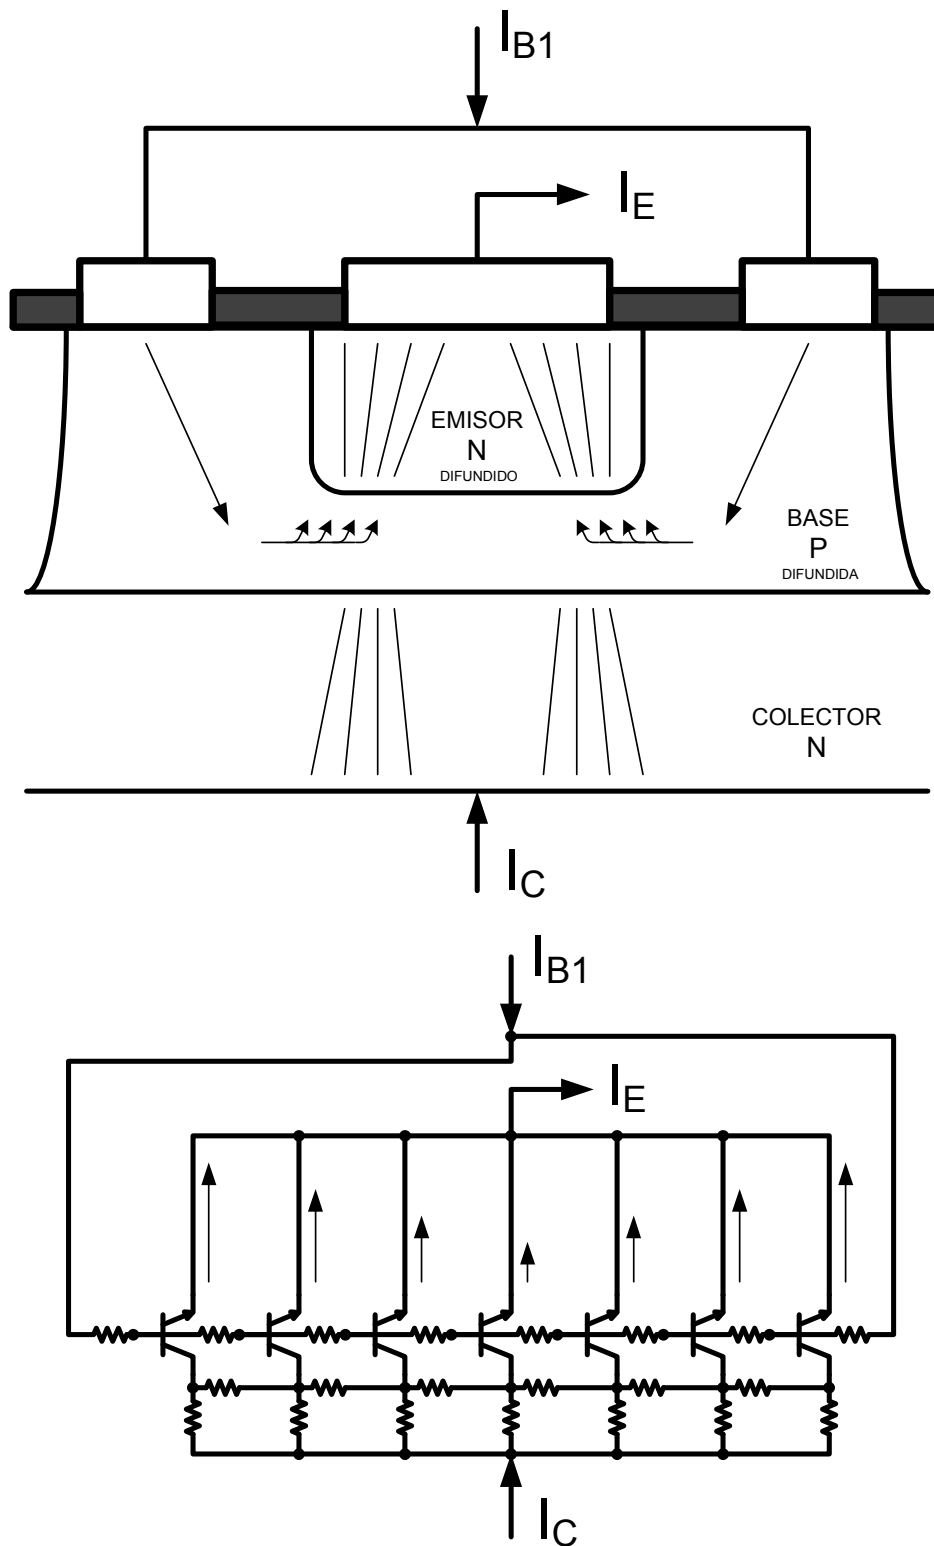 I_B1
I_E
EMISOR
N
DIFUNDIDO
BASE
P
DIFUNDIDA
COLECTOR
N
I_C
I_B1
I_E
I_C